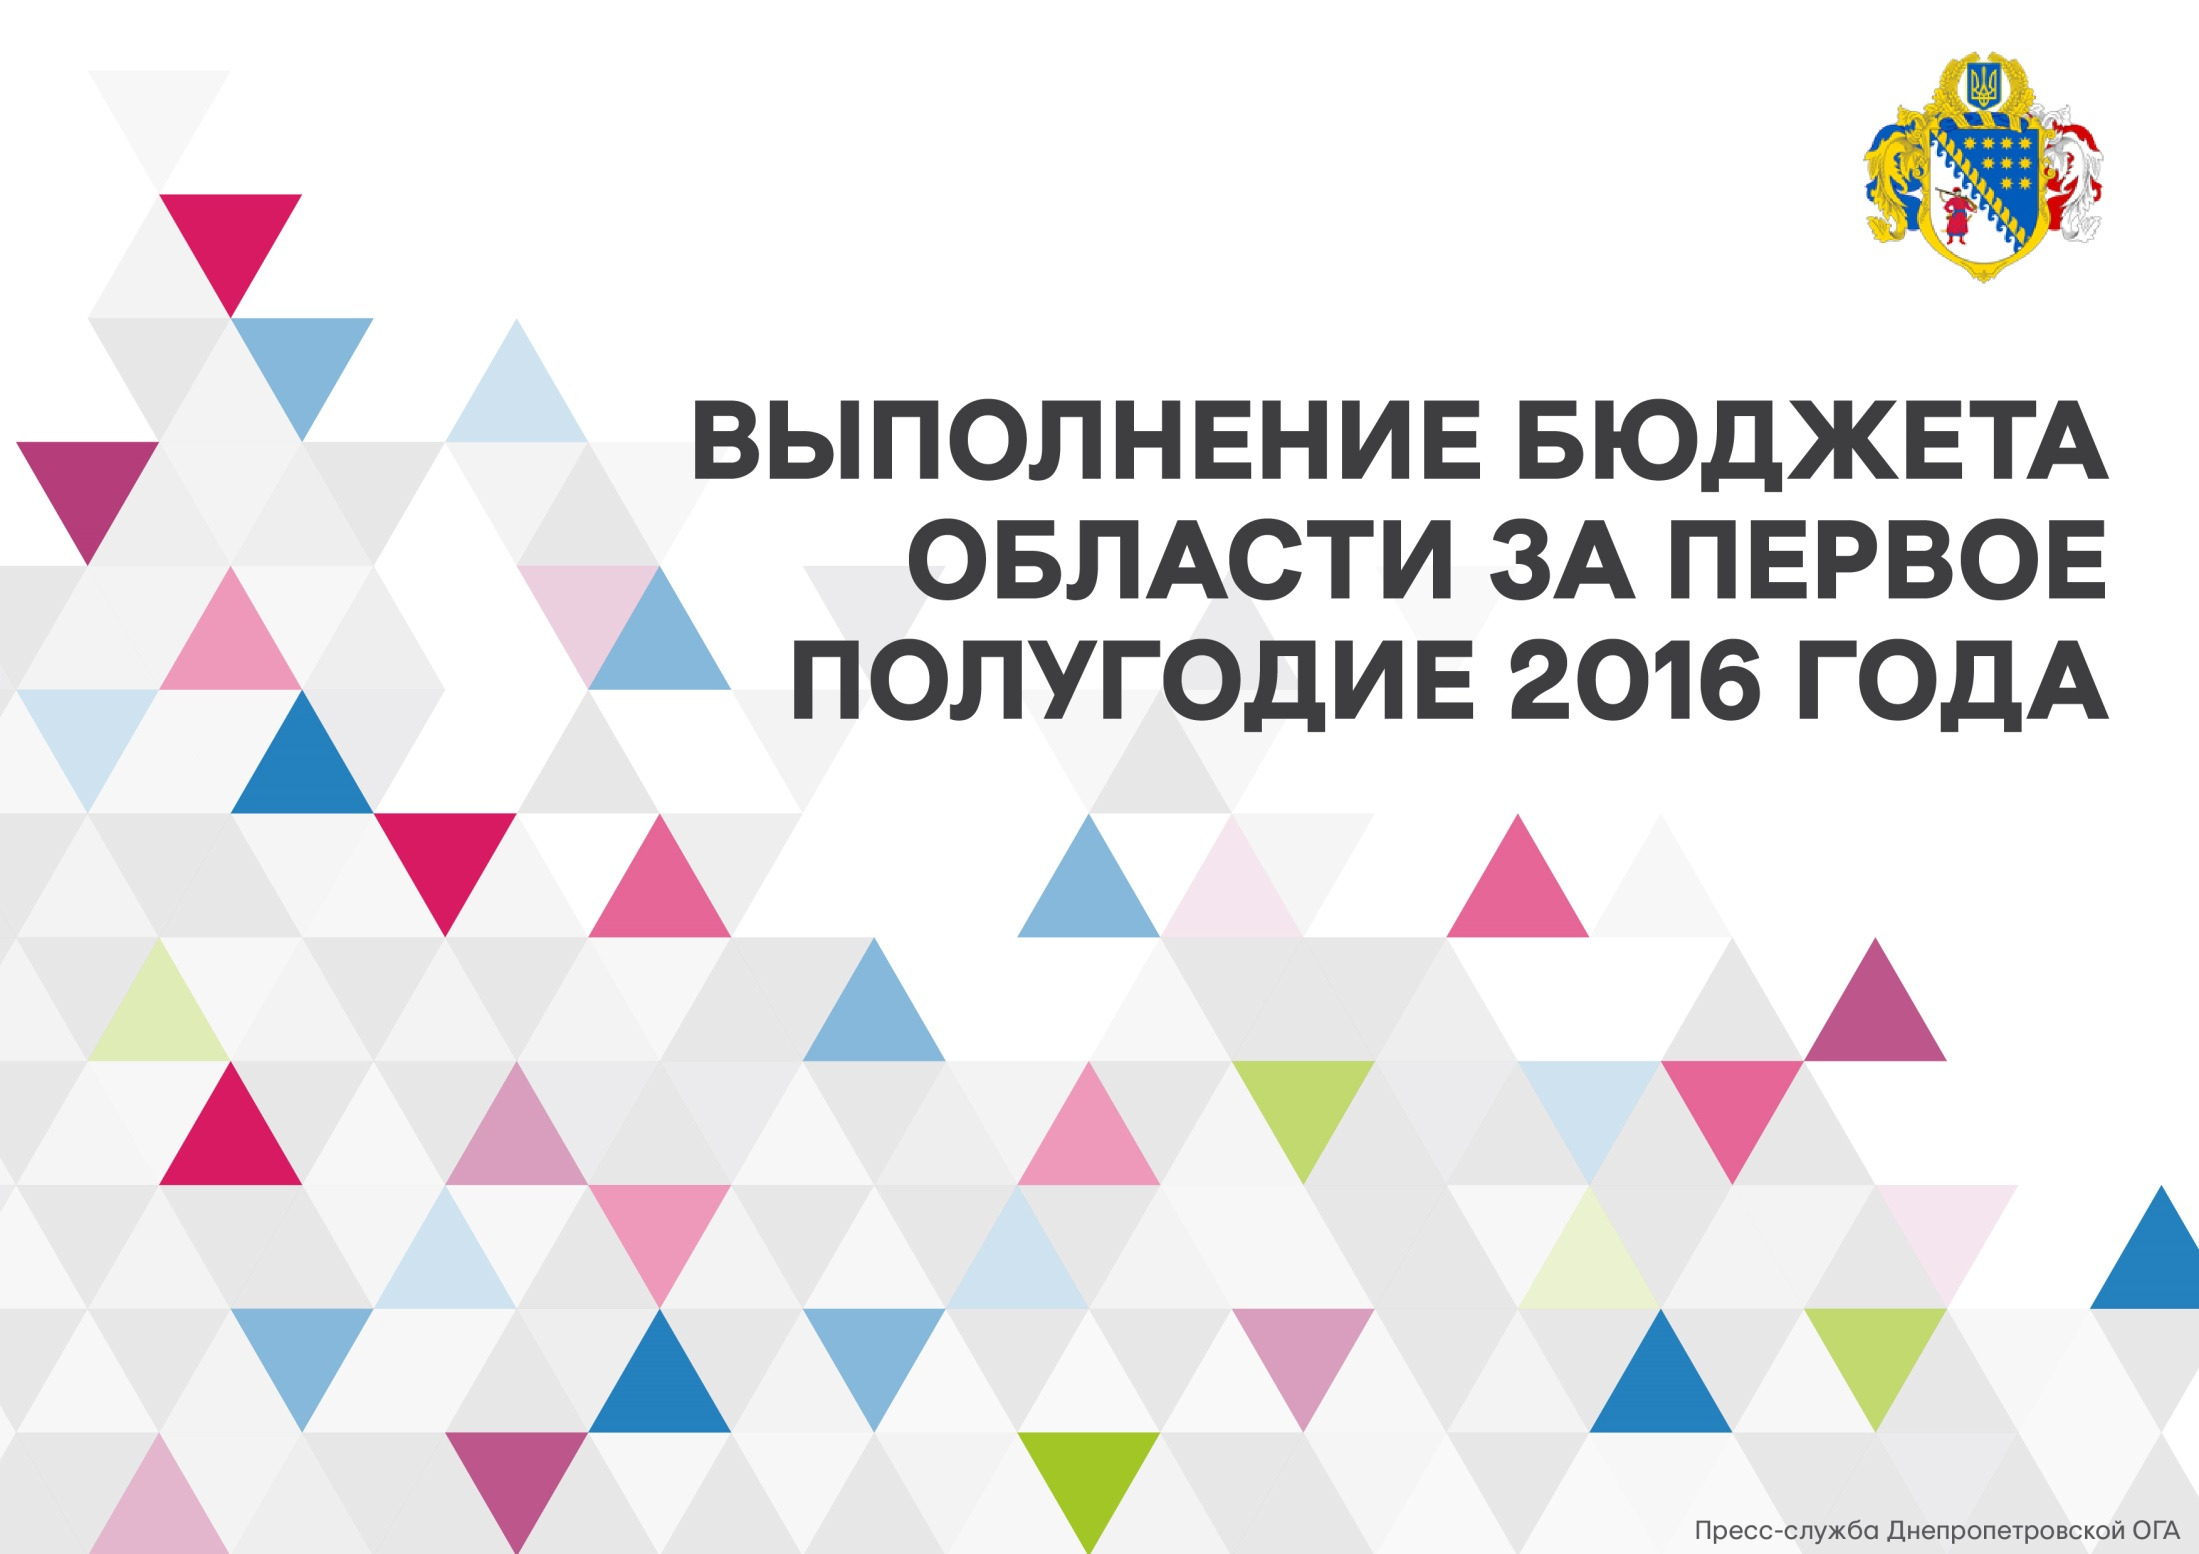 ВЫПОЛНЕНИЕ БЮДЖЕТА
ОБЛАСТИ ЗА ПЕРВОЕ
ПОЛУГОДИЕ 2016 ГОДА
Пресс-служба Днепропетровской ОГА